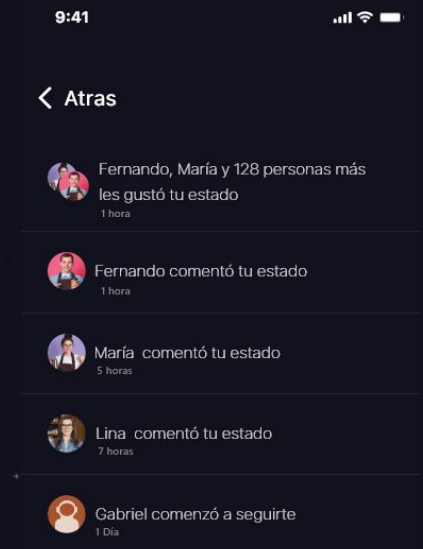 9:41
Atras
Fernando, María y 128 personas más
les gustó tu estado
1 hora
Fernando comentó tu estado
1 hora
María comentó tu estado
5 horas
Lina comentó tu estado
7 horas
Gabriel comenzó a seguirte
1 Día